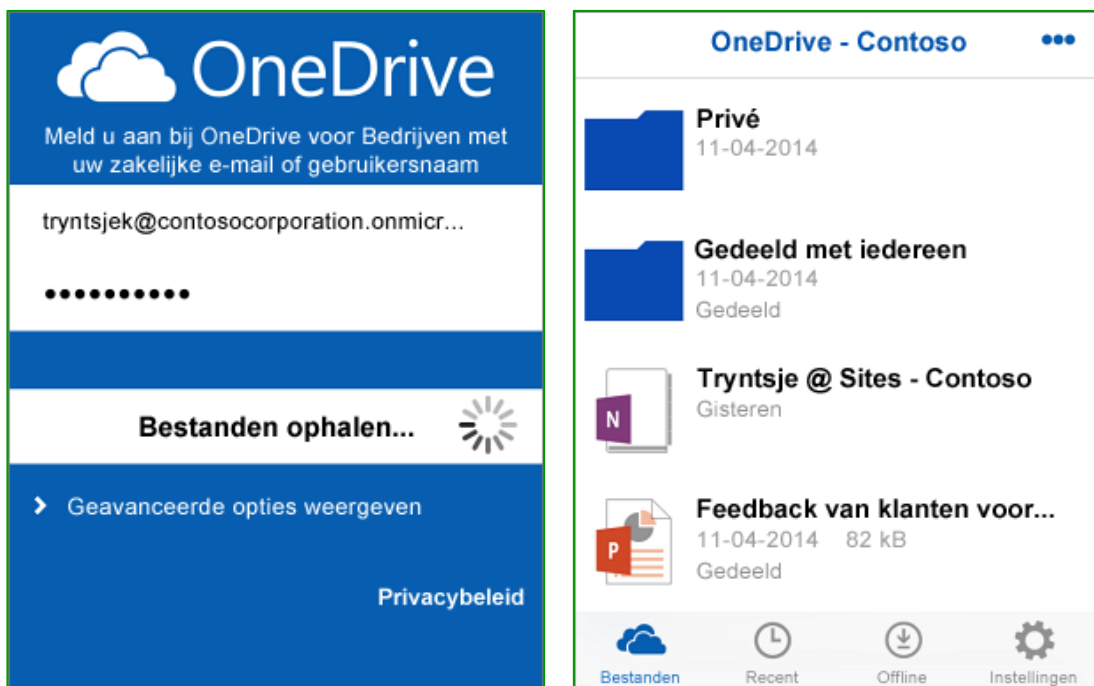 OneDrive
Meld u aan bij OneDrive voor Bedrijven met
uw zakelijke e-mail of gebruikersnaam
tryntsjek@contosocorporation.onmicr...
••••••••••
Bestanden ophalen...
Geavanceerde opties weergeven
Privacybeleid
OneDrive - Contoso
Privé
11-04-2014
Gedeeld met iedereen
11-04-2014
Gedeeld
N
Tryntsje @ Sites - Contoso
Gisteren
P
Feedback van klanten voor...
11-04-2014 82 kB
Gedeeld
Bestanden Recent Offline Instellingen